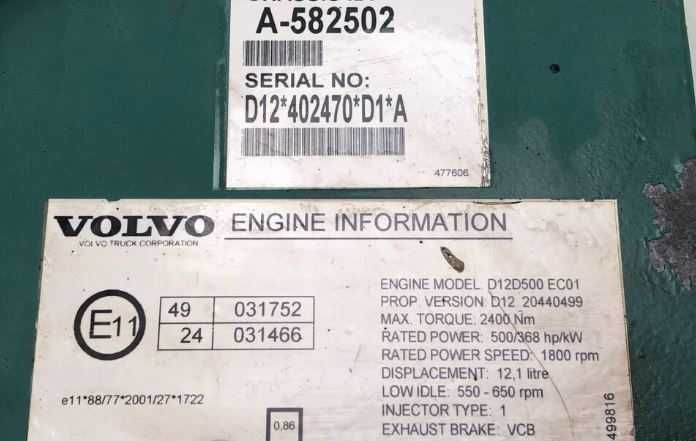 A-582502
SERIAL NO:
D12*402470*D1*A
477606
VOLVO ENGINE INFORMATION
VOLVO TRUCK CORPORATION
E11
49 031752
24 031466
e11*88/77*2001/27*1722
0,86
ENGINE MODEL: D12D500 EC01
PROP. VERSION: D12 20440499
MAX. TORQUE: 2400 Nm
RATED POWER: 500/368 hp/kW
RATED POWER SPEED: 1800 rpm
DISPLACEMENT: 12,1 litre
LOW IDLE: 550 - 650 rpm
INJECTOR TYPE: 1
EXHAUST BRAKE: VCB
499816